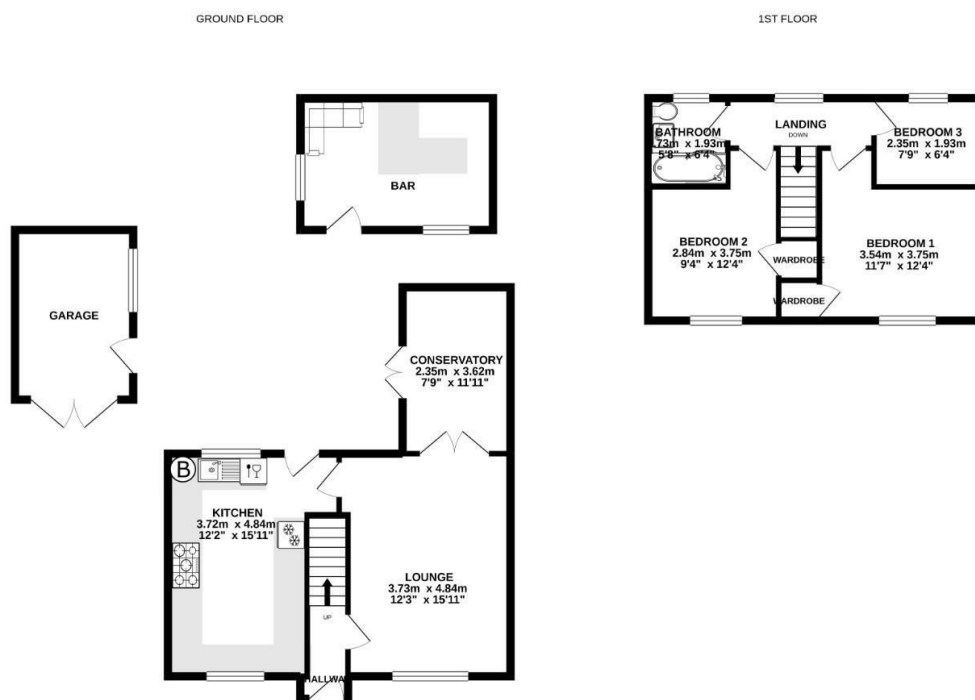 GROUND FLOOR
1ST FLOOR
BATHROOM
.73m x 1.93m
5'8" x 6'4"
LANDING
DOWN
BEDROOM 3
2.35m x 1.93m
7'9" x 6'4"
BAR
BEDROOM 2
2.84m x 3.75m
9'4" x 12'4"
WARDROBE
WARDROBE
BEDROOM 1
3.54m x 3.75m
11'7" x 12'4"
GARAGE
CONSERVATORY
2.35m x 3.62m
7'9" x 11'11"
B
KITCHEN
3.72m x 4.84m
12'2" x 15'11"
LOUNGE
3.73m x 4.84m
12'3" x 15'11"
UP
HALLWA